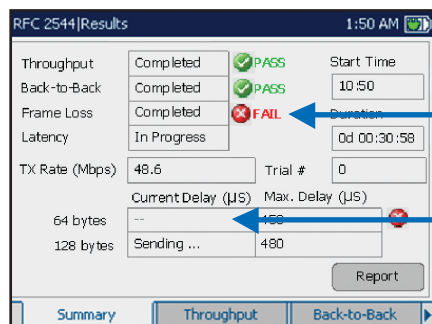 RFC 2544|Results 1:50 AM
Throughput Completed PASS Start Time
Back-to-Back Completed PASS 10:50
Frame Loss Completed FAIL Duration
Latency In Progress 0d 00:30:58
TX Rate (Mbps) 48.6 Trial # 0
Current Delay (µS) Max. Delay (µS)
64 bytes --
128 bytes Sending ... 480
Report
Summary Throughput Back-to-Back